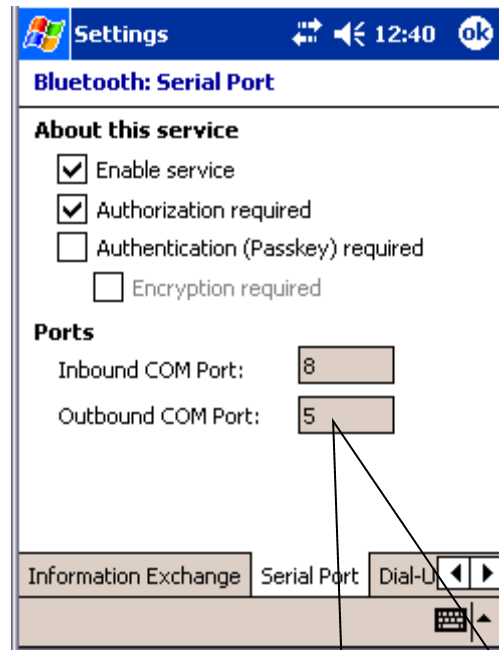 Settings 12:40 ok
Bluetooth: Serial Port
About this service
Enable service
Authorization required
Authentication (Passkey) required
Encryption required
Ports
Inbound COM Port: 8
Outbound COM Port: 5
Information Exchange Serial Port Dial-U